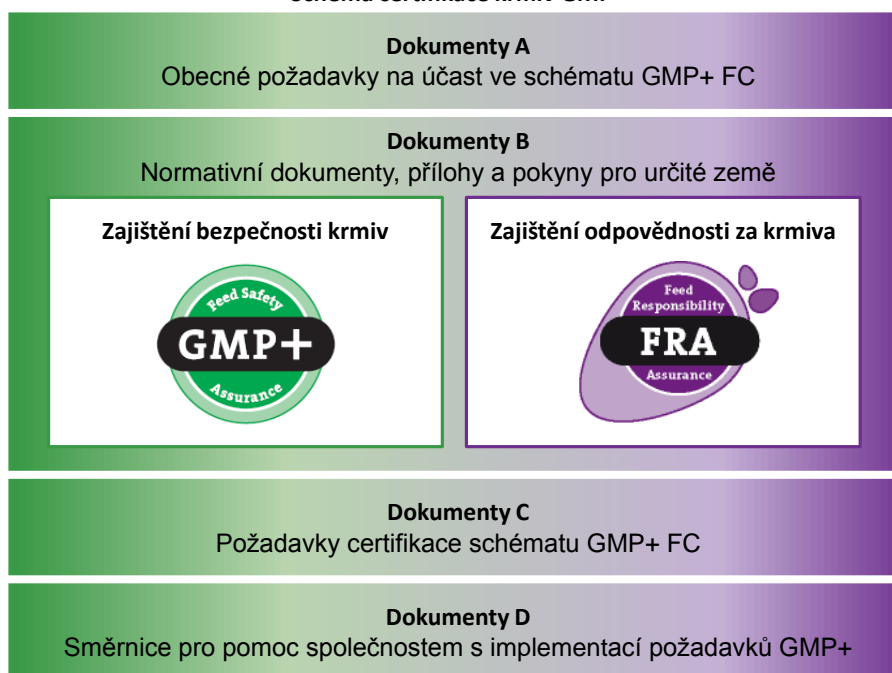 Dokumenty A
Obecné požadavky na účast ve schématu GMP+ FC
Dokumenty B
Normativní dokumenty, přílohy a pokyny pro určité země
Zajištění bezpečnosti krmiv
Feed Safety
GMP+
Assurance
Zajištění odpovědnosti za krmiva
Feed
Responsibility
FRA
Assurance
Dokumenty C
Požadavky certifikace schématu GMP+ FC
Dokumenty D
Směrnice pro pomoc společnostem s implementací požadavků GMP+